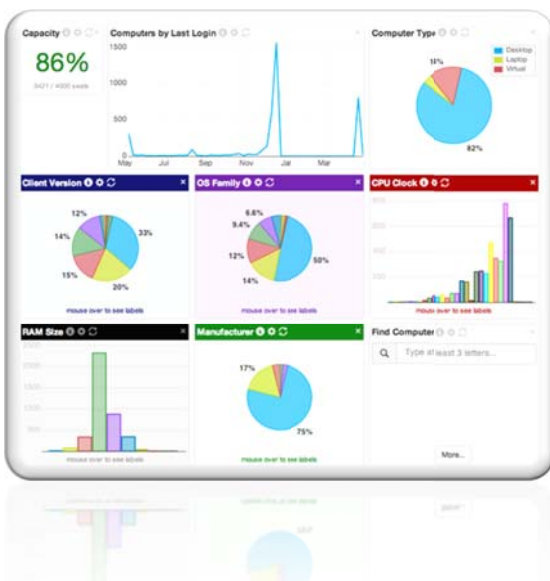 Capacity
86%
3421 / 4000 seats
Computers by Last Login
1500
1000
500
0
May Jul Sep Nov Jan Mar
Computer Type
Desktop
Laptop
Virtual
82%
Client Version
12%
14%
15%
20%
33%
mouse over to see labels
OS Family
6.6%
9.4%
12%
14%
50%
mouse over to see labels
CPU Clock
mouse over to see labels
RAM Size
mouse over to see labels
Manufacturer
17%
75%
mouse over to see labels
Find Computer
Type at least 3 letters...
More...